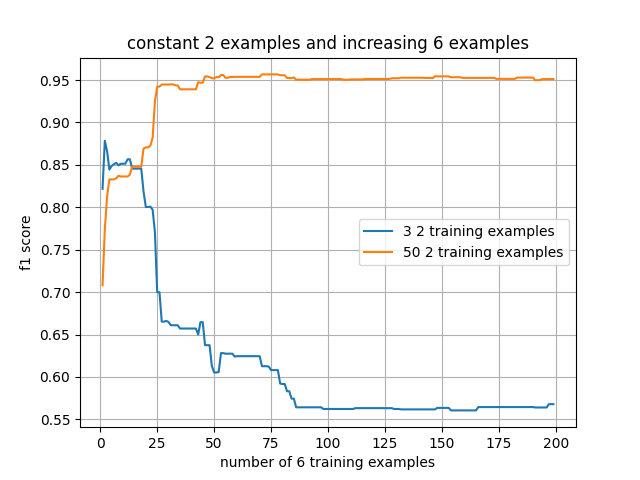 constant 2 examples and increasing 6 examples
f1 score
0.95
0.90
0.85
0.80
0.75
0.70
0.65
0.60
0.55
3 2 training examples
50 2 training examples
0 25 50 75 100 125 150 175 200
number of 6 training examples